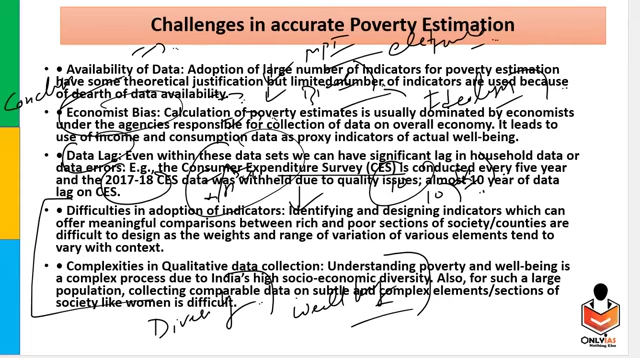 Challenges in accurate Poverty Estimation
MPI
• • Availability of Data: Adoption of large number of indicators for poverty estimation
have some theoretical justification but limited number of indicators are used because
of dearth of data availability.
• • Economist Bias: Calculation of poverty estimates is usually dominated by economists
under the agencies responsible for collection of data on overall economy. It leads to
use of income and consumption data as proxy indicators of actual well-being.
• • Data Lag: Even within these data sets we can have significant lag in household data or
data errors. E.g., the Consumer Expenditure Survey (CES) is conducted every five year
and the 2017-18 CES data was withheld due to quality issues; almost 10 year of data
lag on CES.
10
• • Difficulties in adoption of indicators: Identifying and designing indicators which can
offer meaningful comparisons between rich and poor sections of society/counties are
difficult to design as the weights and range of variation of various elements tend to
vary with context.
• • Complexities in Qualitative data collection: Understanding poverty and well-being is
a complex process due to India's high socio-economic diversity. Also, for such a large
population, collecting comparable data on subtle and complex elements/sections of
society like women is difficult.
ONLYIAS
Nothing Else